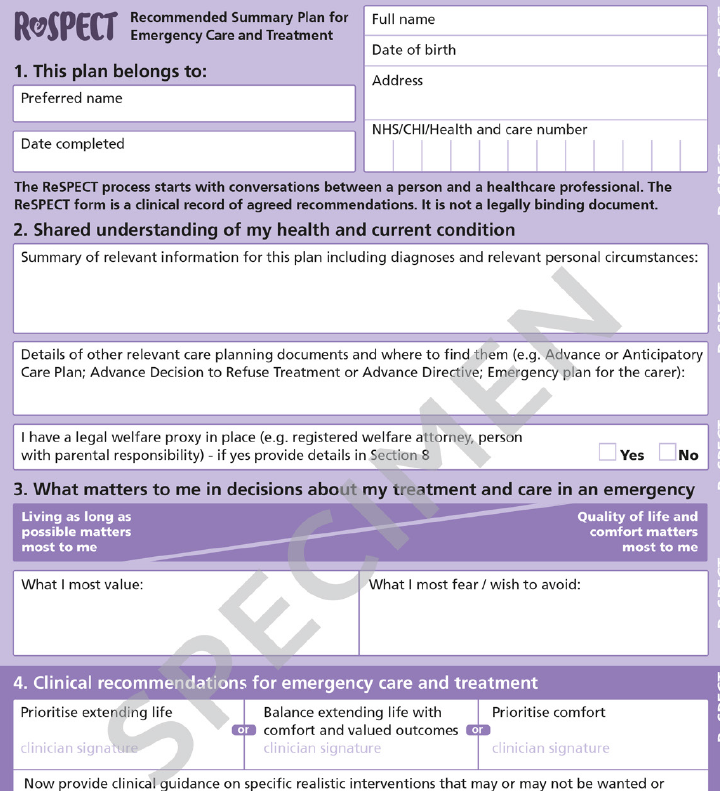 ReSPECT
Recommended Summary Plan for
Emergency Care and Treatment
1. This plan belongs to:
Preferred name
Date completed
Full name
Date of birth
Address
NHS/CHI/Health and care number
The ReSPECT process starts with conversations between a person and a healthcare professional. The
ReSPECT form is a clinical record of agreed recommendations. It is not a legally binding document.
2. Shared understanding of my health and current condition
Summary of relevant information for this plan including diagnoses and relevant personal circumstances:
Details of other relevant care planning documents and where to find them (e.g. Advance or Anticipatory
Care Plan; Advance Decision to Refuse Treatment or Advance Directive; Emergency plan for the carer):
I have a legal welfare proxy in place (e.g. registered welfare attorney, person
with parental responsibility) - if yes provide details in Section 8
Yes
No
3. What matters to me in decisions about my treatment and care in an emergency
Living as long as
possible matters
most to me
Quality of life and
comfort matters
most to me
What I most value:
What I most fear / wish to avoid:
4. Clinical recommendations for emergency care and treatment
Prioritise extending life
clinician signature
or
Balance extending life with
comfort and valued outcomes
clinician signature
or
Prioritise comfort
clinician signature
Now provide clinical guidance on specific realistic interventions that may or may not be wanted or
SPECIMEN